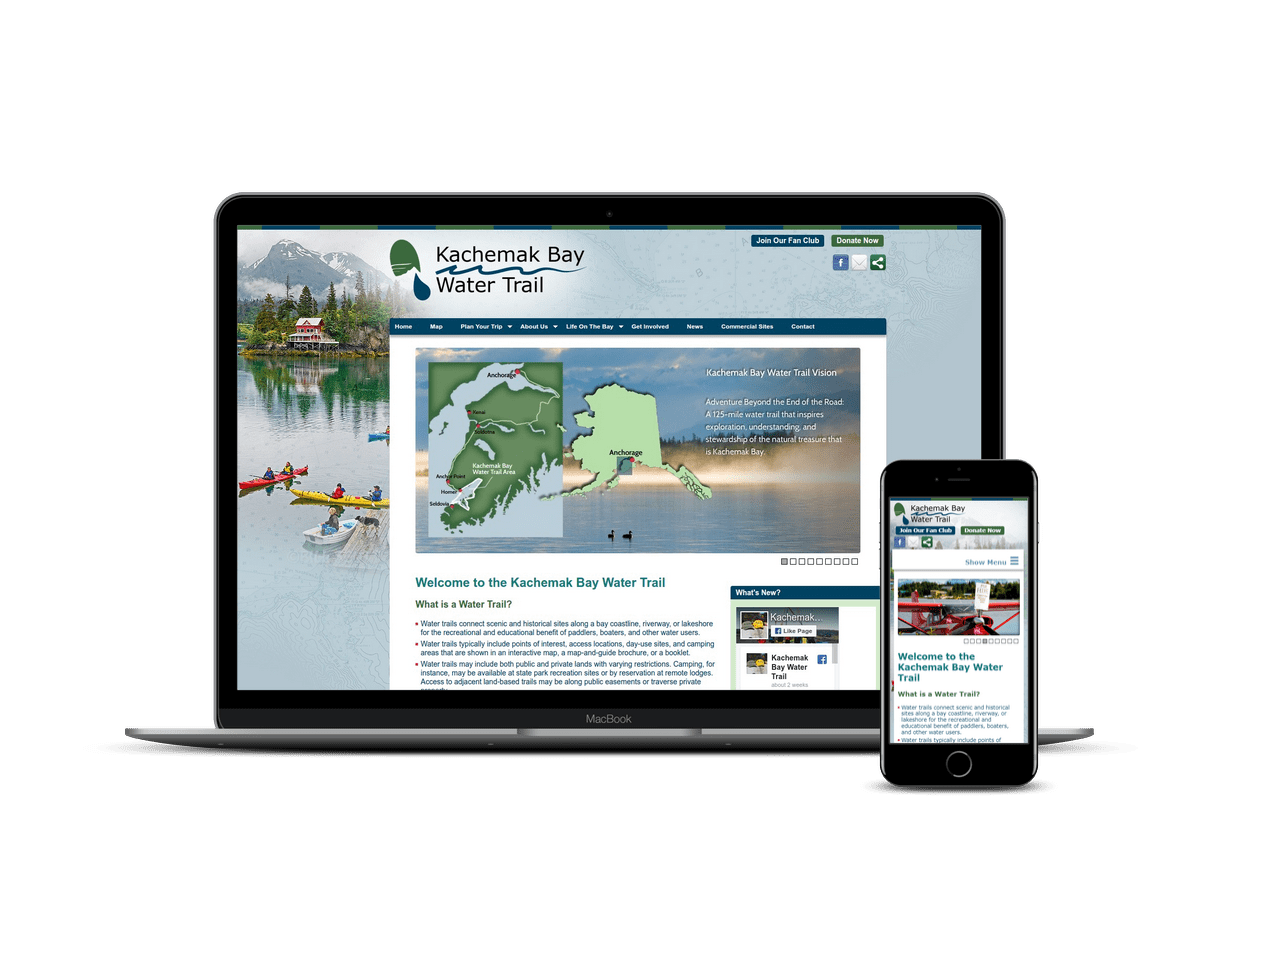 Kachemak Bay
Water Trail
Join Our Fan Club
Donate Now
Home
Map
Plan Your Trip
About Us
Life On The Bay
Get Involved
News
Commercial Sites
Contact
Anchorage
Kenai
Soldotna
Kachemak Bay
Water Trail Area
Anchor Point
Homer
Seldovia
Anchorage
Kachemak Bay Water Trail Vision
Adventure Beyond the End of the Road:
A 125-mile water trail that inspires
exploration, understanding, and
stewardship of the natural treasure that
is Kachemak Bay.
Welcome to the Kachemak Bay Water Trail
What is a Water Trail?
Water trails connect scenic and historical sites along a bay coastline, riverway, or lakeshore
for the recreational and educational benefit of paddlers, boaters, and other water users.
Water trails typically include points of interest, access locations, day-use sites, and camping
areas that are shown in an interactive map, a map-and-guide brochure, or a booklet.
Water trails may include both public and private lands with varying restrictions. Camping, for
instance, may be available at state park recreation sites or by reservation at remote lodges.
Access to adjacent land-based trails may be along public easements or traverse private
What's New?
Kachemak...
Like Page
Kachemak
Bay Water
Trail
about 2 weeks
MacBook
Kachemak Bay
Water Trail
Join Our Fan Club
Donate Now
Show Menu
Welcome to the
Kachemak Bay Water
Trail
What is a Water Trail?
Water trails connect scenic and historical
sites along a bay coastline, riverway, or
lakeshore for the recreational and
educational benefit of paddlers, boaters,
and other water users.
Water trails typically include points of